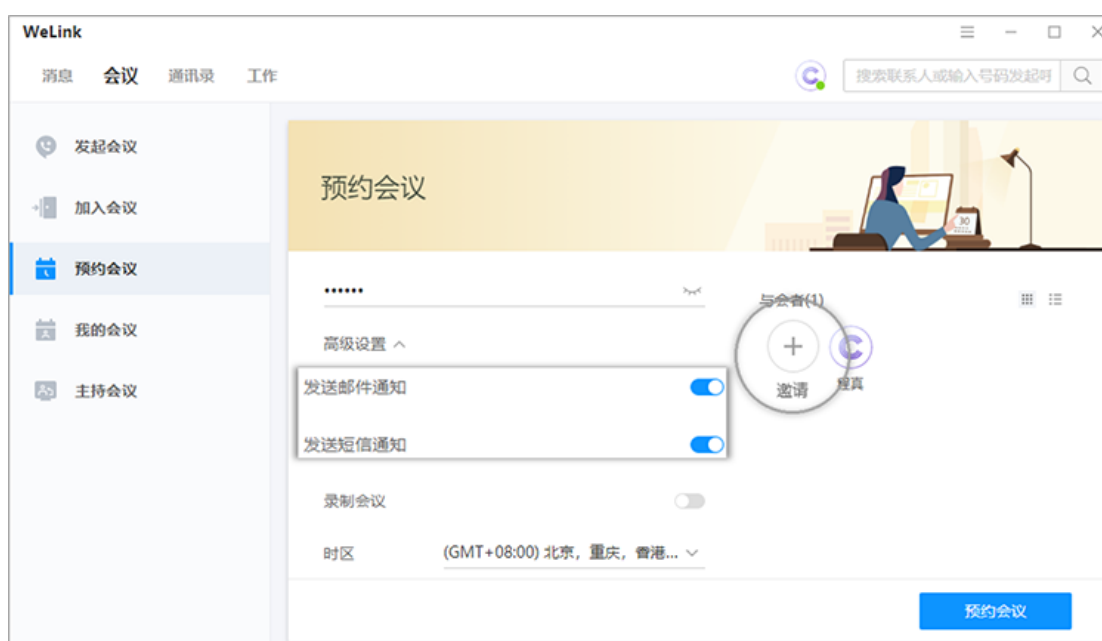 WeLink
消息 会议 通讯录 工作
搜索联系人或输入号码发起呼
发起会议
加入会议
预约会议
我的会议
主持会议
预约会议
30
••••••
高级设置
发送邮件通知
发送短信通知
录制会议
时区 (GMT+08:00) 北京，重庆，香港...
与会者(1)
邀请 程真
预约会议